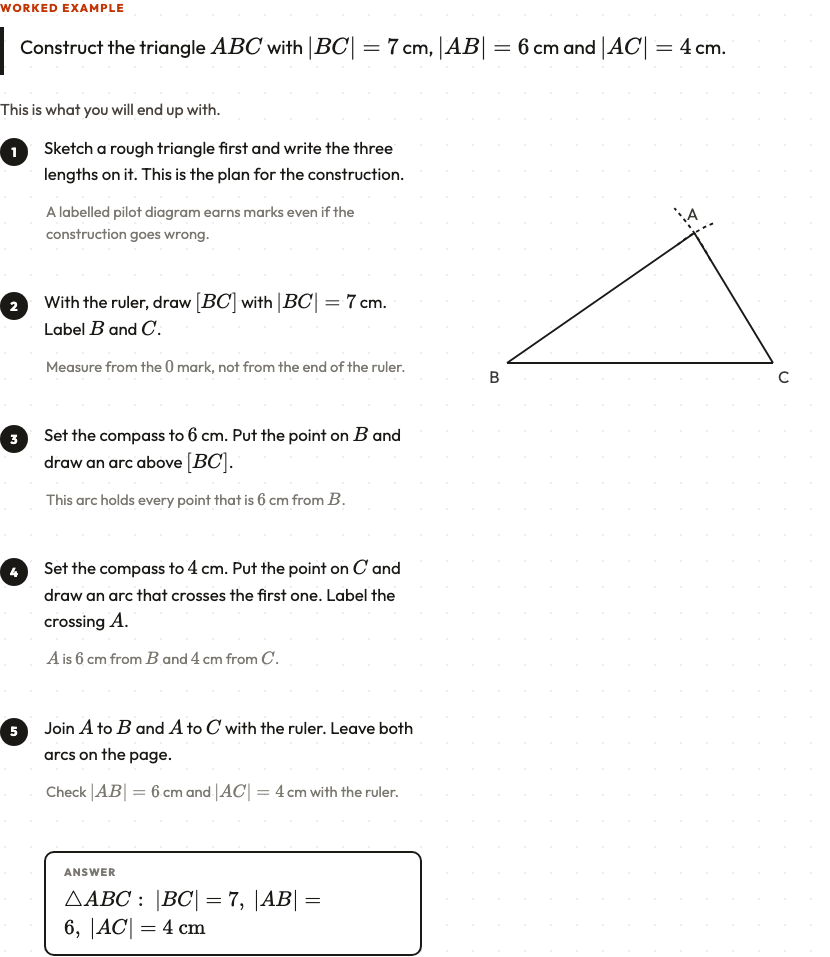 WORKED EXAMPLE
Construct the triangle ABC with |BC| = 7 cm, |AB| = 6 cm and |AC| = 4 cm.
This is what you will end up with.
1 Sketch a rough triangle first and write the three
lengths on it. This is the plan for the construction.
A labelled pilot diagram earns marks even if the
construction goes wrong.
2 With the ruler, draw [BC] with |BC| = 7 cm.
Label B and C.
Measure from the 0 mark, not from the end of the ruler.
3 Set the compass to 6 cm. Put the point on B and
draw an arc above [BC].
This arc holds every point that is 6 cm from B.
4 Set the compass to 4 cm. Put the point on C and
draw an arc that crosses the first one. Label the
crossing A.
A is 6 cm from B and 4 cm from C.
5 Join A to B and A to C with the ruler. Leave both
arcs on the page.
Check |AB| = 6 cm and |AC| = 4 cm with the ruler.
ANSWER
△ABC : |BC| = 7, |AB| =
6, |AC| = 4 cm
A
B
C